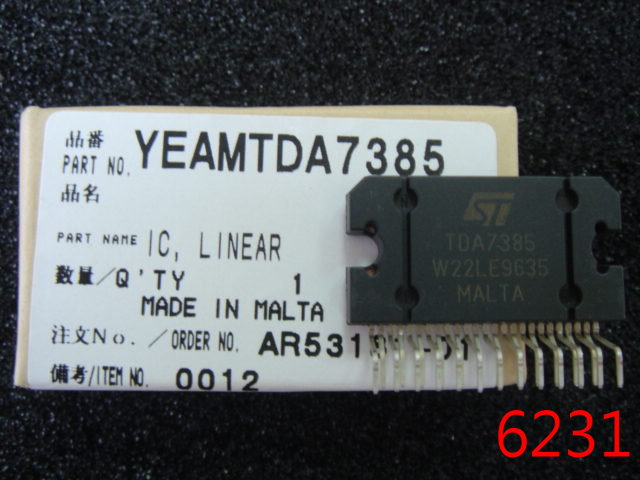 品番
PART NO. YEAMTDA7385
品名
PART NAME IC, LINEAR
数量/Q'TY 1
MADE IN MALTA
注文No./ORDER NO.
備考/ITEM NO. 0012
ST
TDA7385
W22LE9635
MALTA
6231